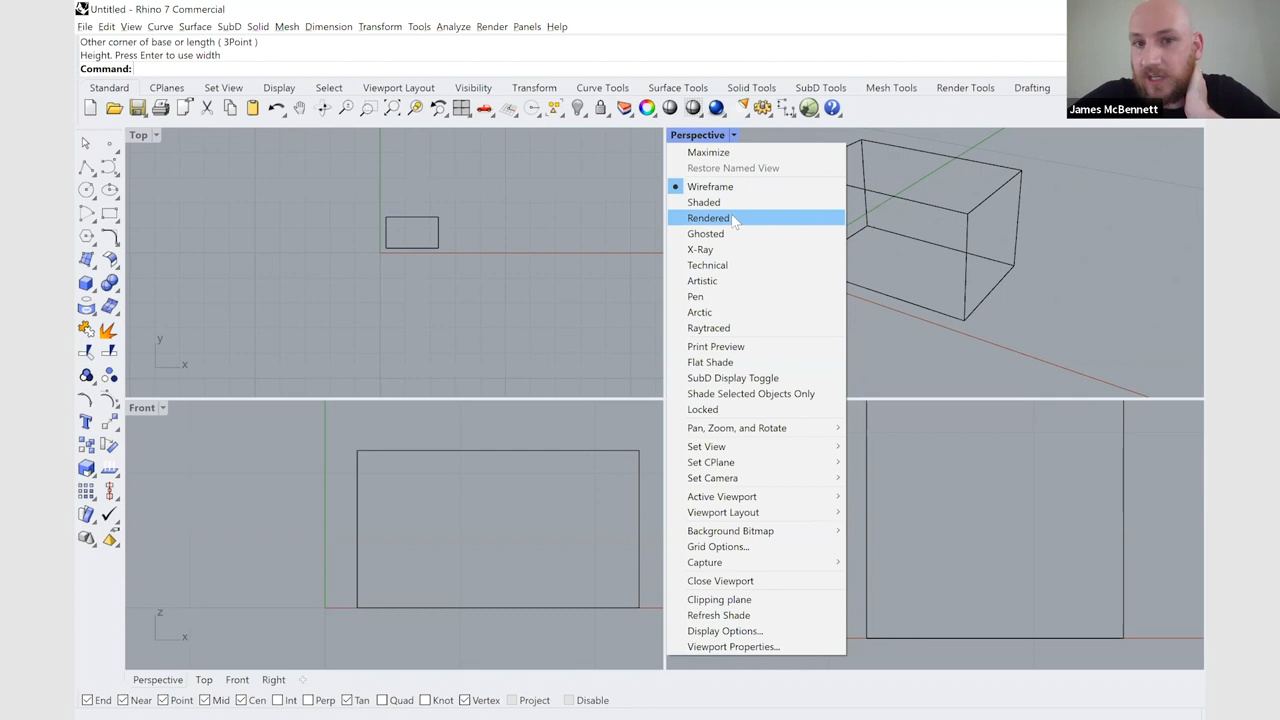 Untitled - Rhino 7 Commercial
File Edit View Curve Surface SubD Solid Mesh Dimension Transform Tools Analyze Render Panels Help
Other corner of base or length ( 3Point )
Height. Press Enter to use width
Command:
James McBennett
Standard CPlanes Set View Display Select Viewport Layout Visibility Transform Curve Tools Surface Tools Solid Tools SubD Tools Mesh Tools Render Tools Drafting
Top
y
x
Perspective
Maximize
Restore Named View
Wireframe
Shaded
Rendered
Ghosted
X-Ray
Technical
Artistic
Pen
Arctic
Raytraced
Print Preview
Flat Shade
SubD Display Toggle
Shade Selected Objects Only
Locked
Pan, Zoom, and Rotate
Set View
Set CPlane
Set Camera
Active Viewport
Viewport Layout
Background Bitmap
Grid Options...
Capture
Close Viewport
Clipping plane
Refresh Shade
Display Options...
Viewport Properties...
Front
z
x
Perspective Top Front Right
End Near Point Mid Cen Int Perp Tan Quad Knot Vertex Project Disable